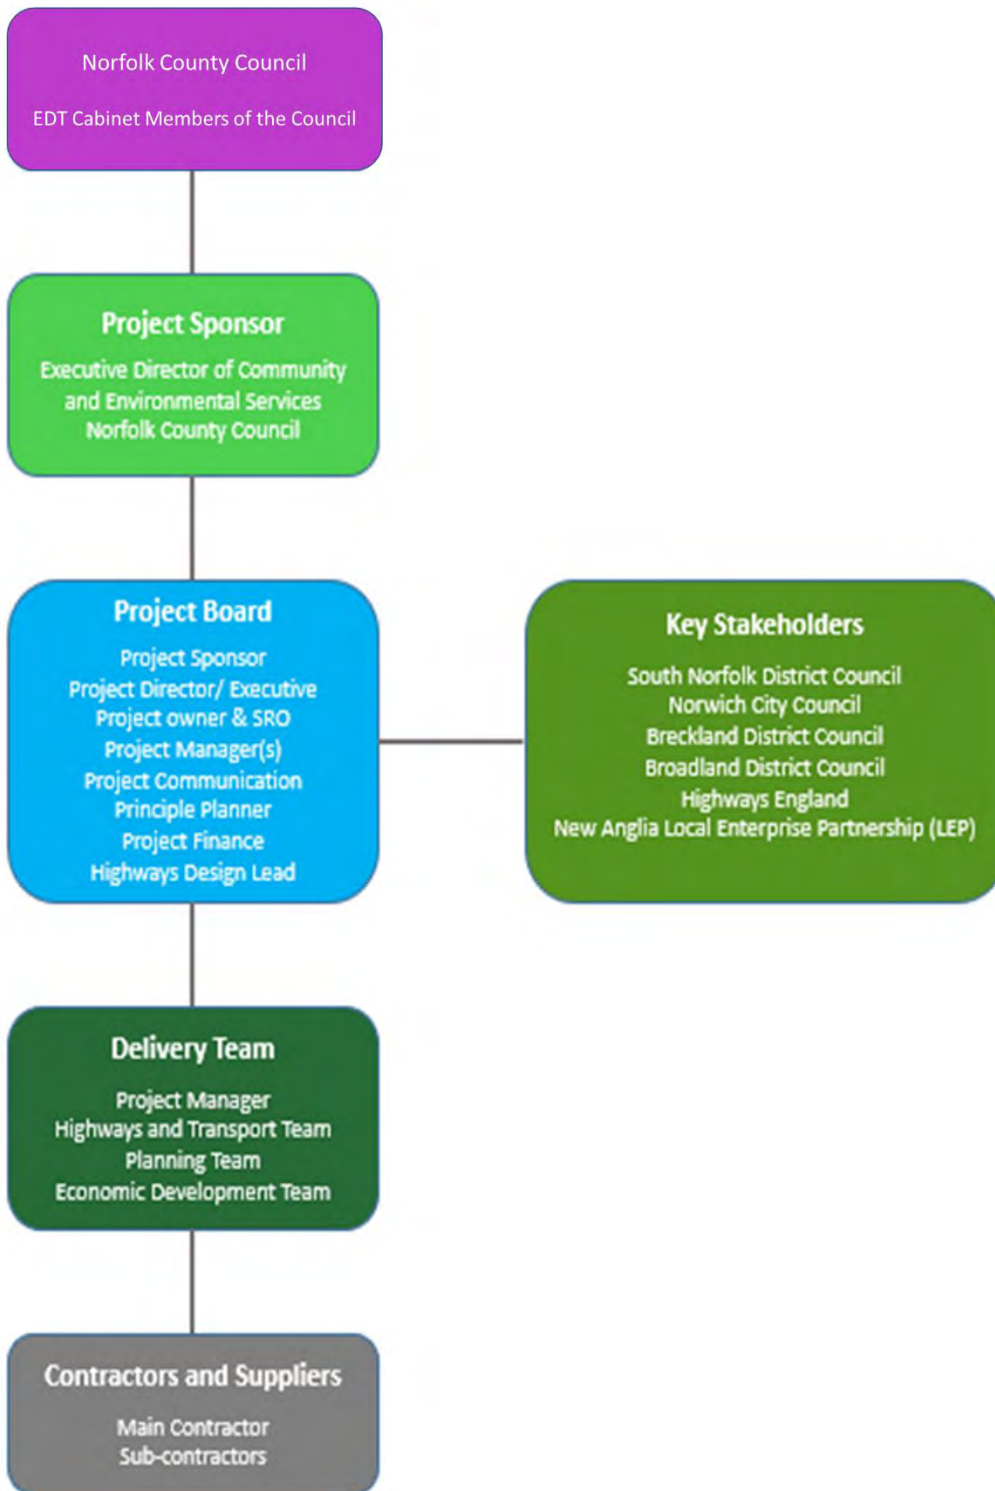 Norfolk County Council
EDT Cabinet Members of the Council
Project Sponsor
Executive Director of Community
and Environmental Services
Norfolk County Council
Project Board
Project Sponsor
Project Director/ Executive
Project owner & SRO
Project Manager(s)
Project Communication
Principle Planner
Project Finance
Highways Design Lead
Key Stakeholders
South Norfolk District Council
Norwich City Council
Breckland District Council
Broadland District Council
Highways England
New Anglia Local Enterprise Partnership (LEP)
Delivery Team
Project Manager
Highways and Transport Team
Planning Team
Economic Development Team
Contractors and Suppliers
Main Contractor
Sub-contractors